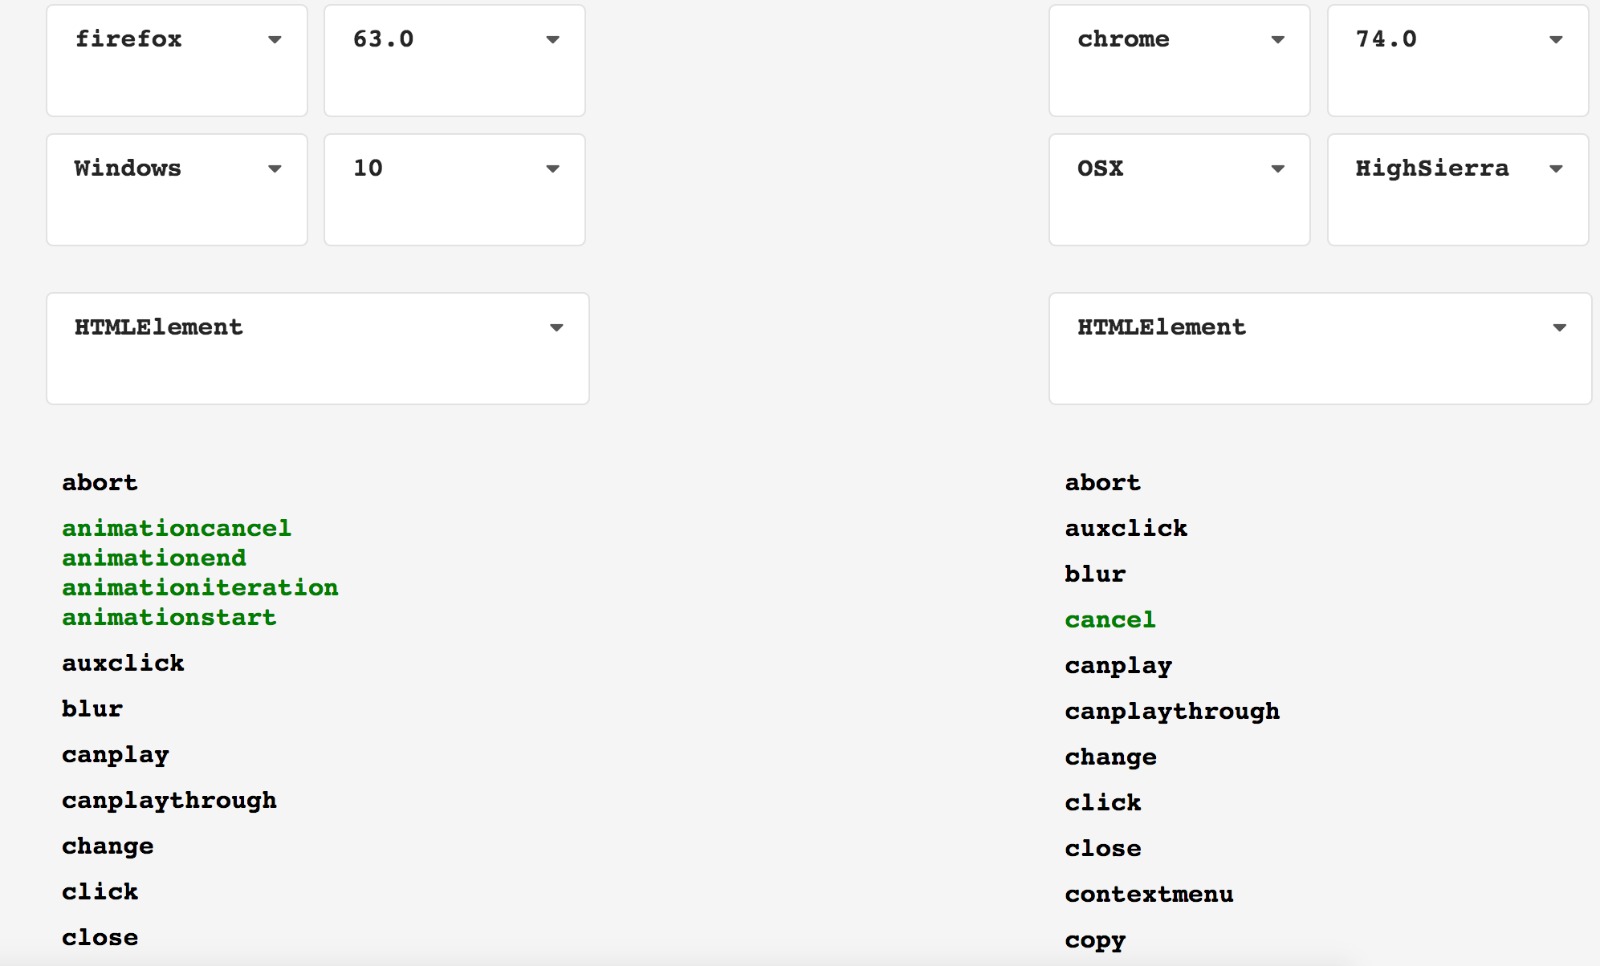 firefox
63.0
Windows
10
HTMLElement
abort
animationcancel
animationend
animationiteration
animationstart
auxclick
blur
canplay
canplaythrough
change
click
close
chrome
74.0
OSX
HighSierra
HTMLElement
abort
auxclick
blur
cancel
canplay
canplaythrough
change
click
close
contextmenu
copy